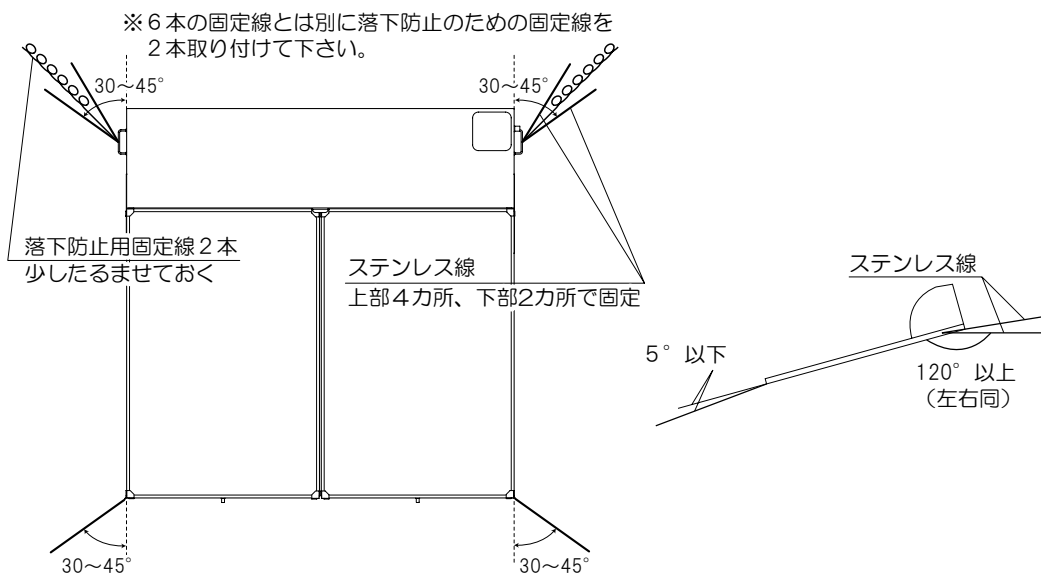 ※６本の固定線とは別に落下防止のための固定線を
２本取り付けて下さい。
30〜45°
30〜45°
落下防止用固定線２本
少したるませておく
ステンレス線
上部４カ所、下部2カ所で固定
ステンレス線
5°以下
120°以上
（左右同）
30〜45°
30〜45°